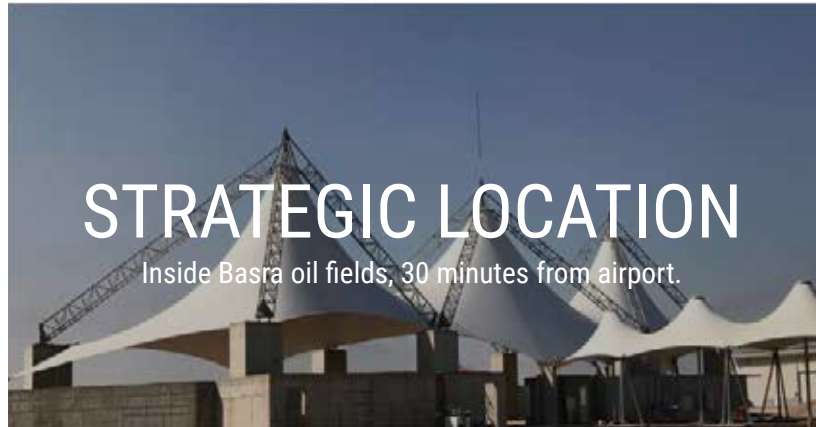 STRATEGIC LOCATION
Inside Basra oil fields, 30 minutes from airport.